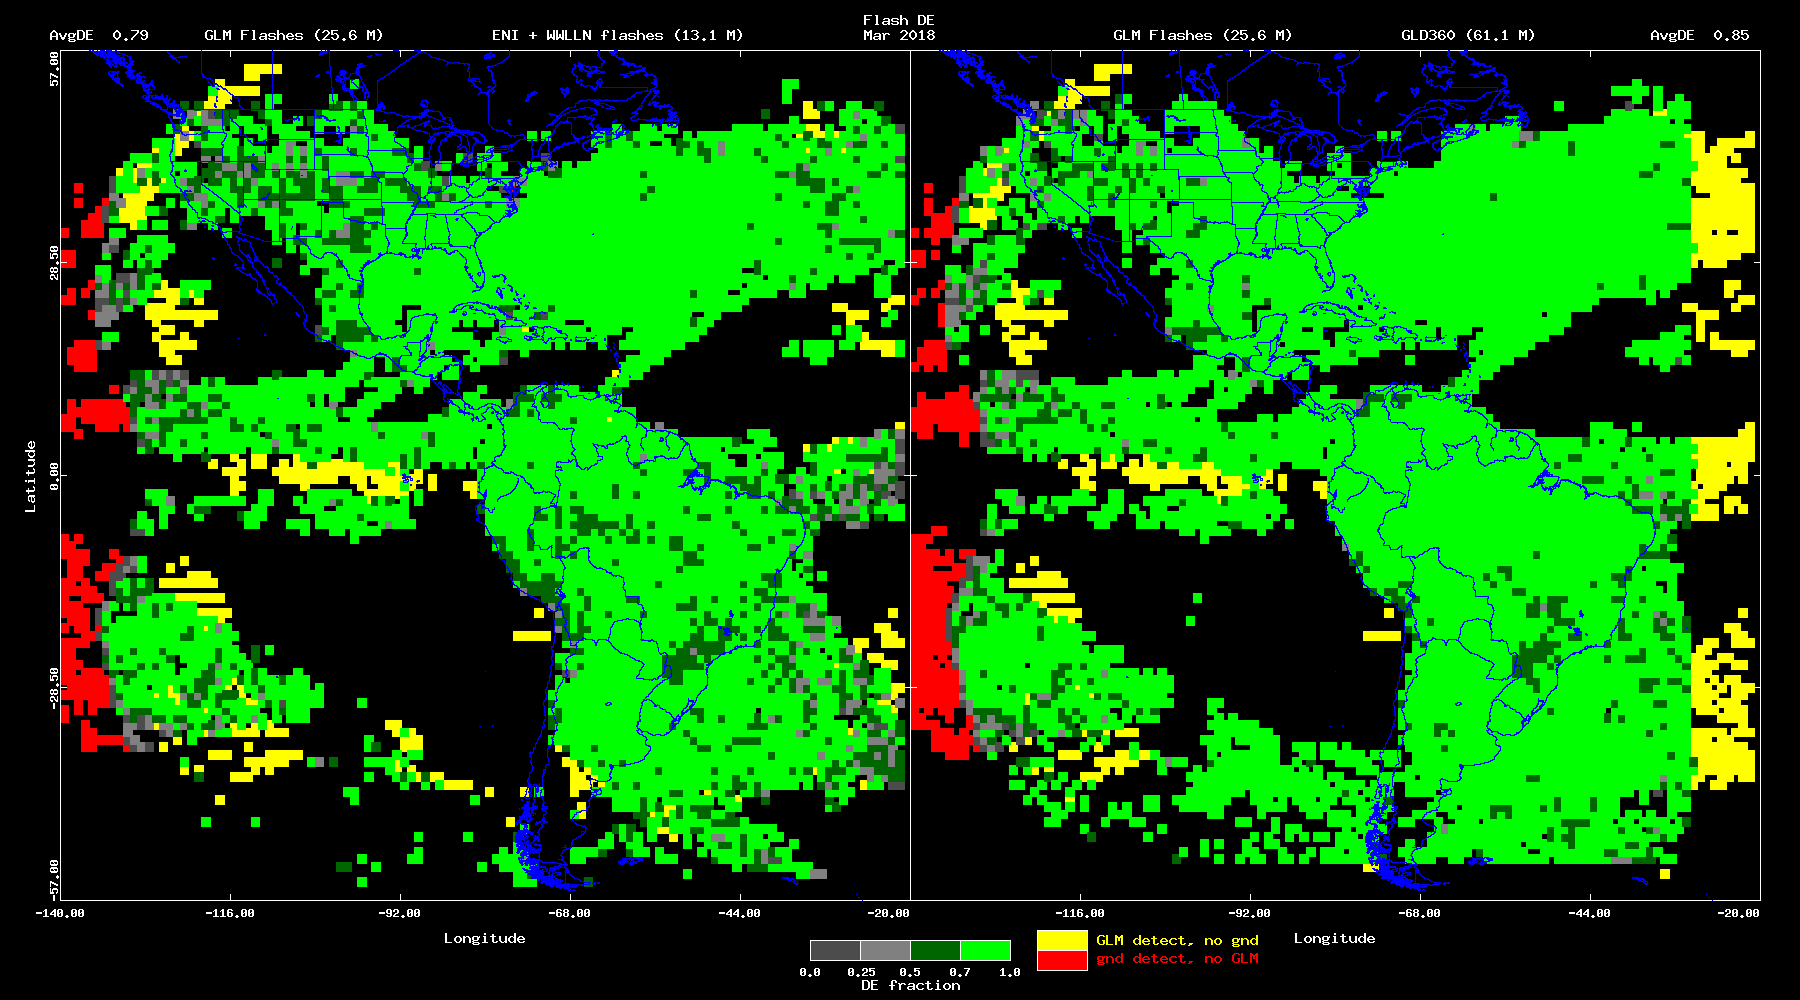 Flash DE
AvgDE 0.79 GLM Flashes (25.6 M) ENI + WWLLN flashes (13.1 M) Mar 2018 GLM Flashes (25.6 M) GLD360 (61.1 M) AvgDE 0.85
57.00
28.50
0.00
-28.50
-57.00
Latitude
-140.00 -116.00 -92.00 -68.00 -44.00 -20.00 -116.00 -92.00 -68.00 -44.00 -20.00
Longitude Longitude
GLM detect, no gnd
gnd detect, no GLM
0.0 0.25 0.5 0.7 1.0
DE fraction